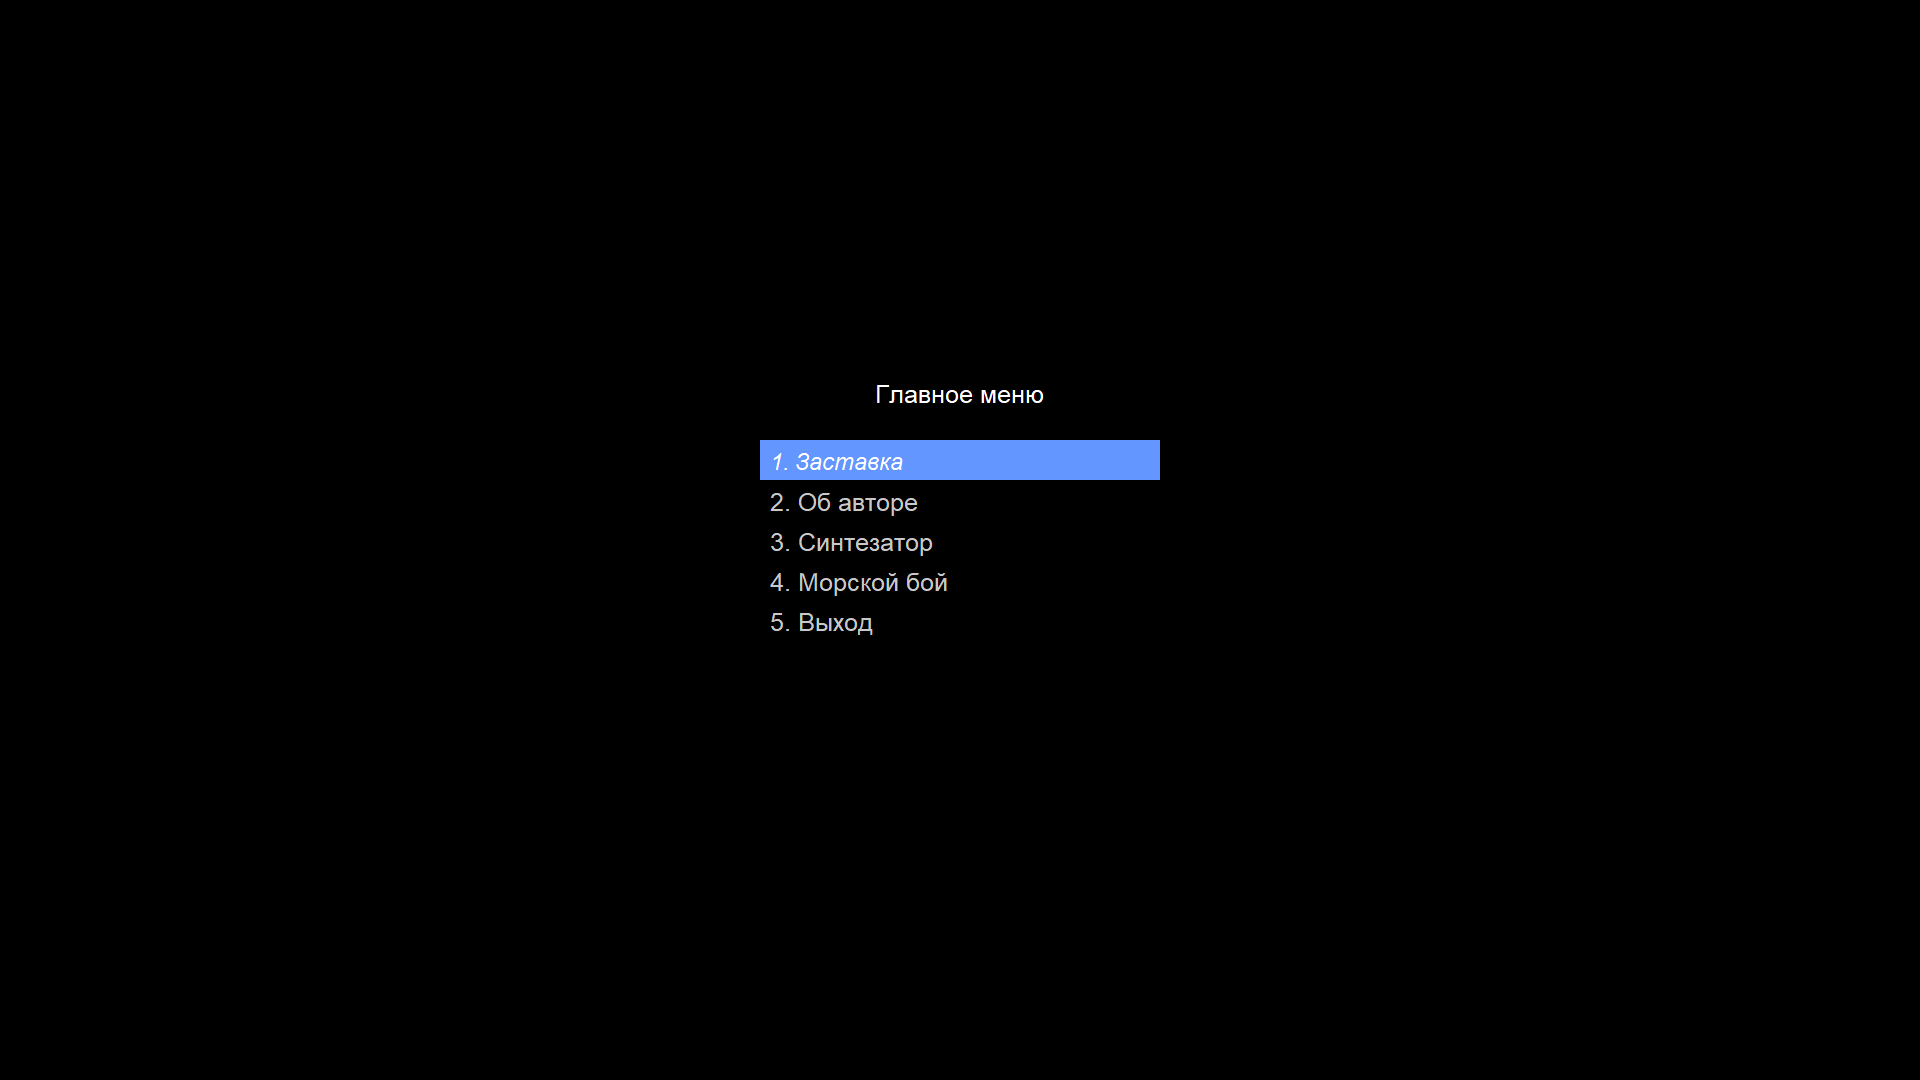 Главное меню
1. Заставка
2. Об авторе
3. Синтезатор
4. Морской бой
5. Выход